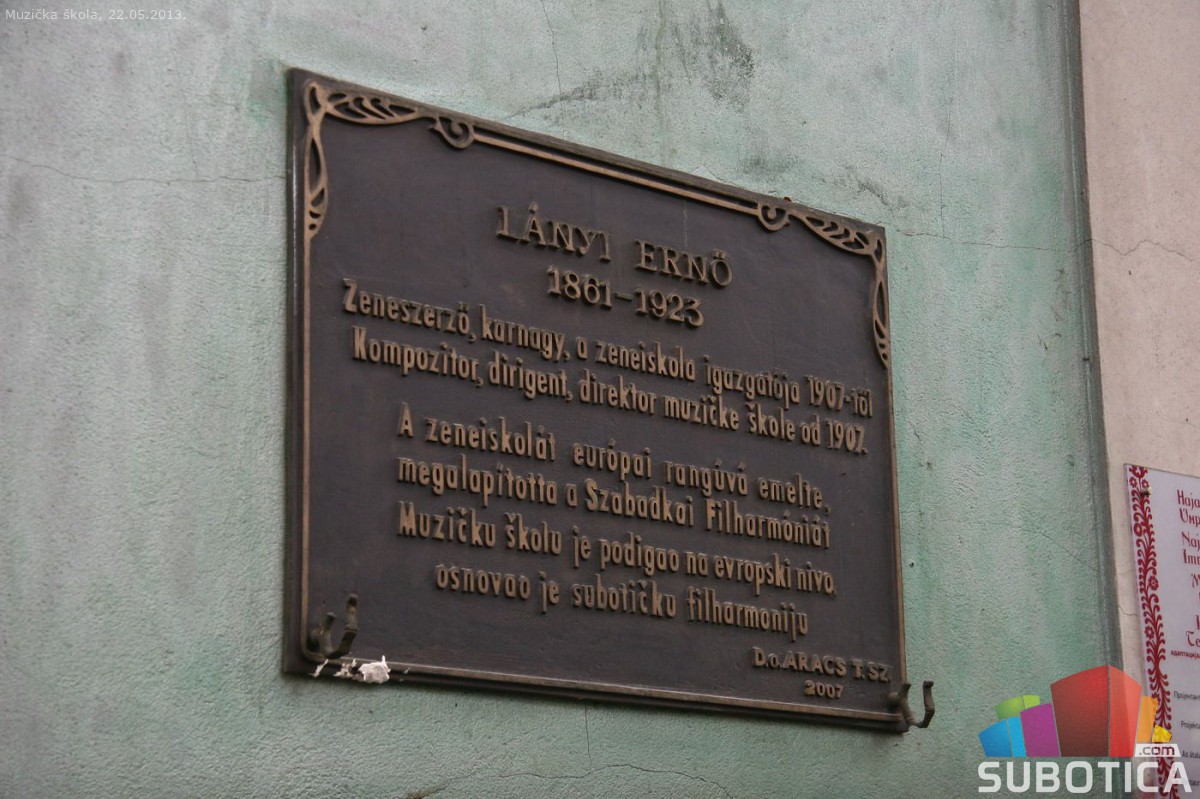 Muzička škola, 22.05.2013.
LÁNYI ERNŐ
1861-1923
Zeneszerző, karnagy, a zeneiskola igazgatója 1907-től
Kompozitor, dirigent, direktor muzičke škole od 1907.
A zeneiskolát európai rangúvá emelte,
megalapította a Szabadkai Filharmóniát
Muzičku školu je podigao na evropski nivo,
osnovao je subotičku filharmoniju
D.o. ARACS T.SZ.
2007
.com
SUBOTICA